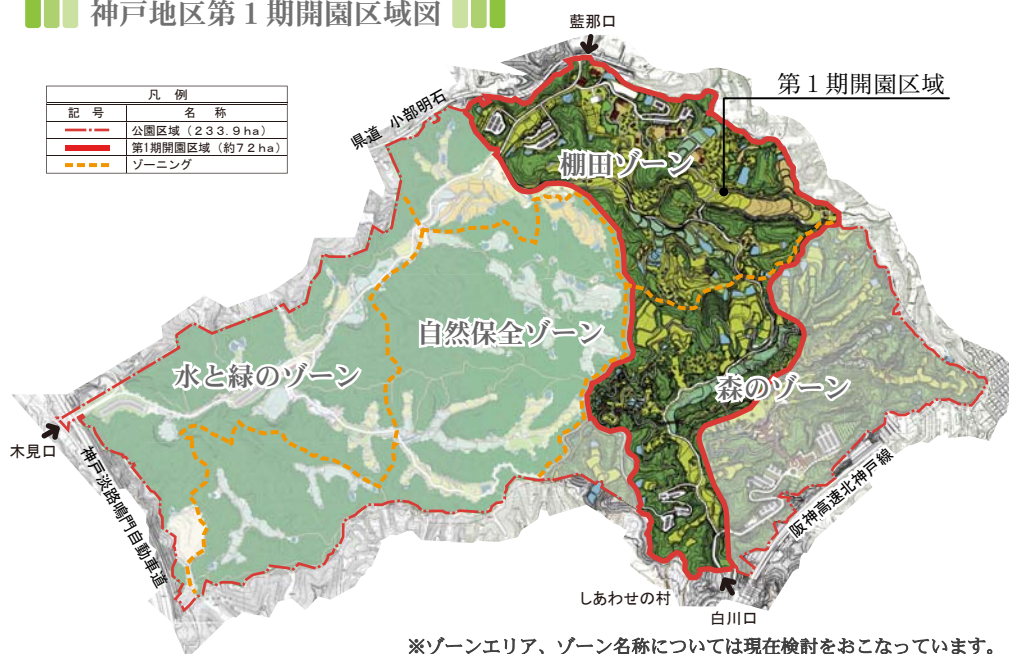 神戸地区第１期開園区域図
藍那口
凡 例
記 号 名 称
公園区域（２３３.９ha）
第1期開園区域（約７２ha）
ゾーニング
県道 小部明石
第１期開園区域
棚田ゾーン
自然保全ゾーン
水と緑のゾーン
森のゾーン
木見口
神戸淡路鳴門自動車道
阪神高速北神戸線
しあわせの村
白川口
※ゾーンエリア、ゾーン名称については現在検討をおこなっています。